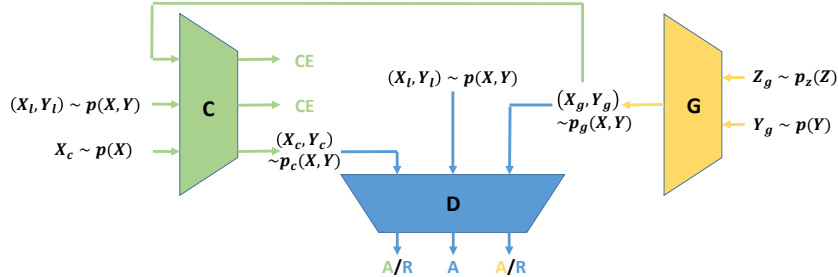 CE
(X_l, Y_l) ~ p(X,Y)
C
CE
X_c ~ p(X)
(X_c, Y_c)
~p_c(X, Y)
(X_l, Y_l) ~ p(X,Y)
(X_g, Y_g)
~p_g(X, Y)
G
Z_g ~ p_z(Z)
Y_g ~ p(Y)
D
A/R
A
A/R